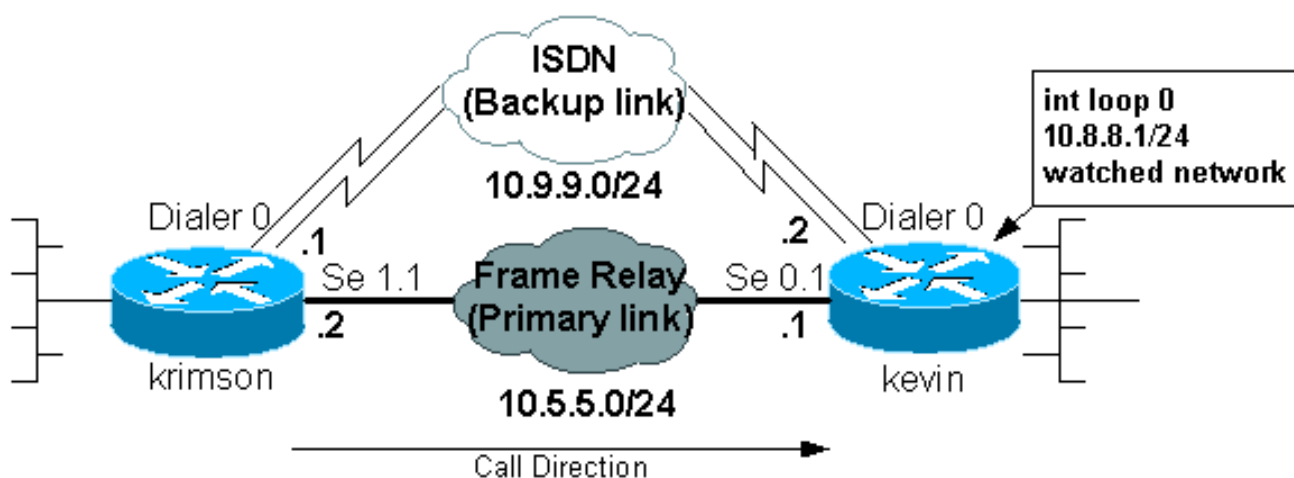 ISDN
(Backup link)
10.9.9.0/24
int loop 0
10.8.8.1/24
watched network
Dialer 0
Dialer 0
.1
.2
Se 1.1
Frame Relay
(Primary link)
Se 0.1
.2
.1
krimson
kevin
10.5.5.0/24
Call Direction